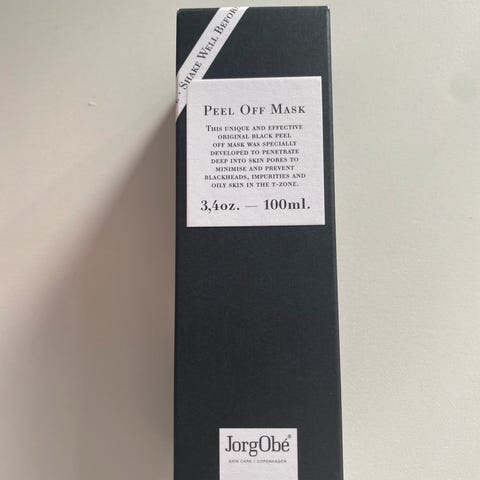 · Shake Well Before
Peel Off Mask
This unique and effective
original black peel
off mask was specially
developed to penetrate
deep into skin pores to
minimise and prevent
blackheads, impurities and
oily skin in the T-zone.
3,4oz. — 100ml.
JorgObé®
SKIN CARE / COPENHAGEN